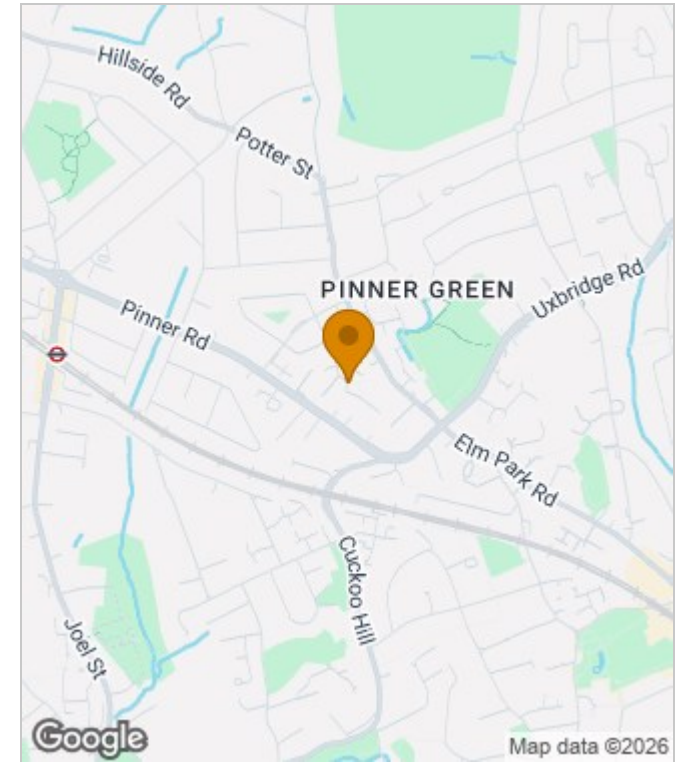 Hillside Rd
Potter St
PINNER GREEN
Uxbridge Rd
Pinner Rd
Elm Park Rd
Cuckoo Hill
Joel St
Google
Map data ©2026